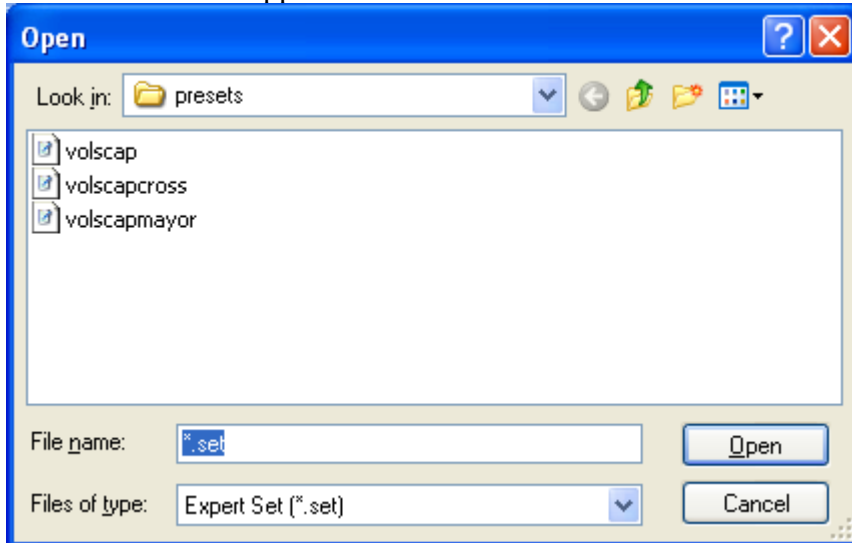 Open
Look in: presets
volscap
volscapcross
volscapmayor
File name: *.set Open
Files of type: Expert Set (*.set) Cancel